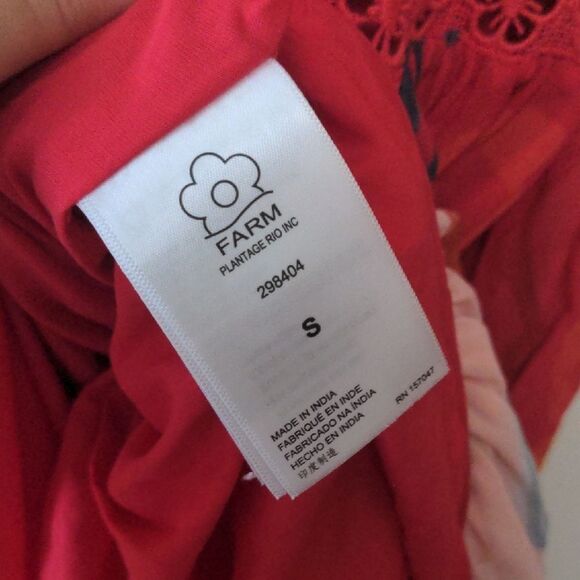 FARM
PLANTAGE RIO INC
298404
S
MADE IN INDIA
FABRIQUÉ EN INDE
FABRICADO NA ÍNDIA
HECHO EN INDIA
印度制造
RN 157047